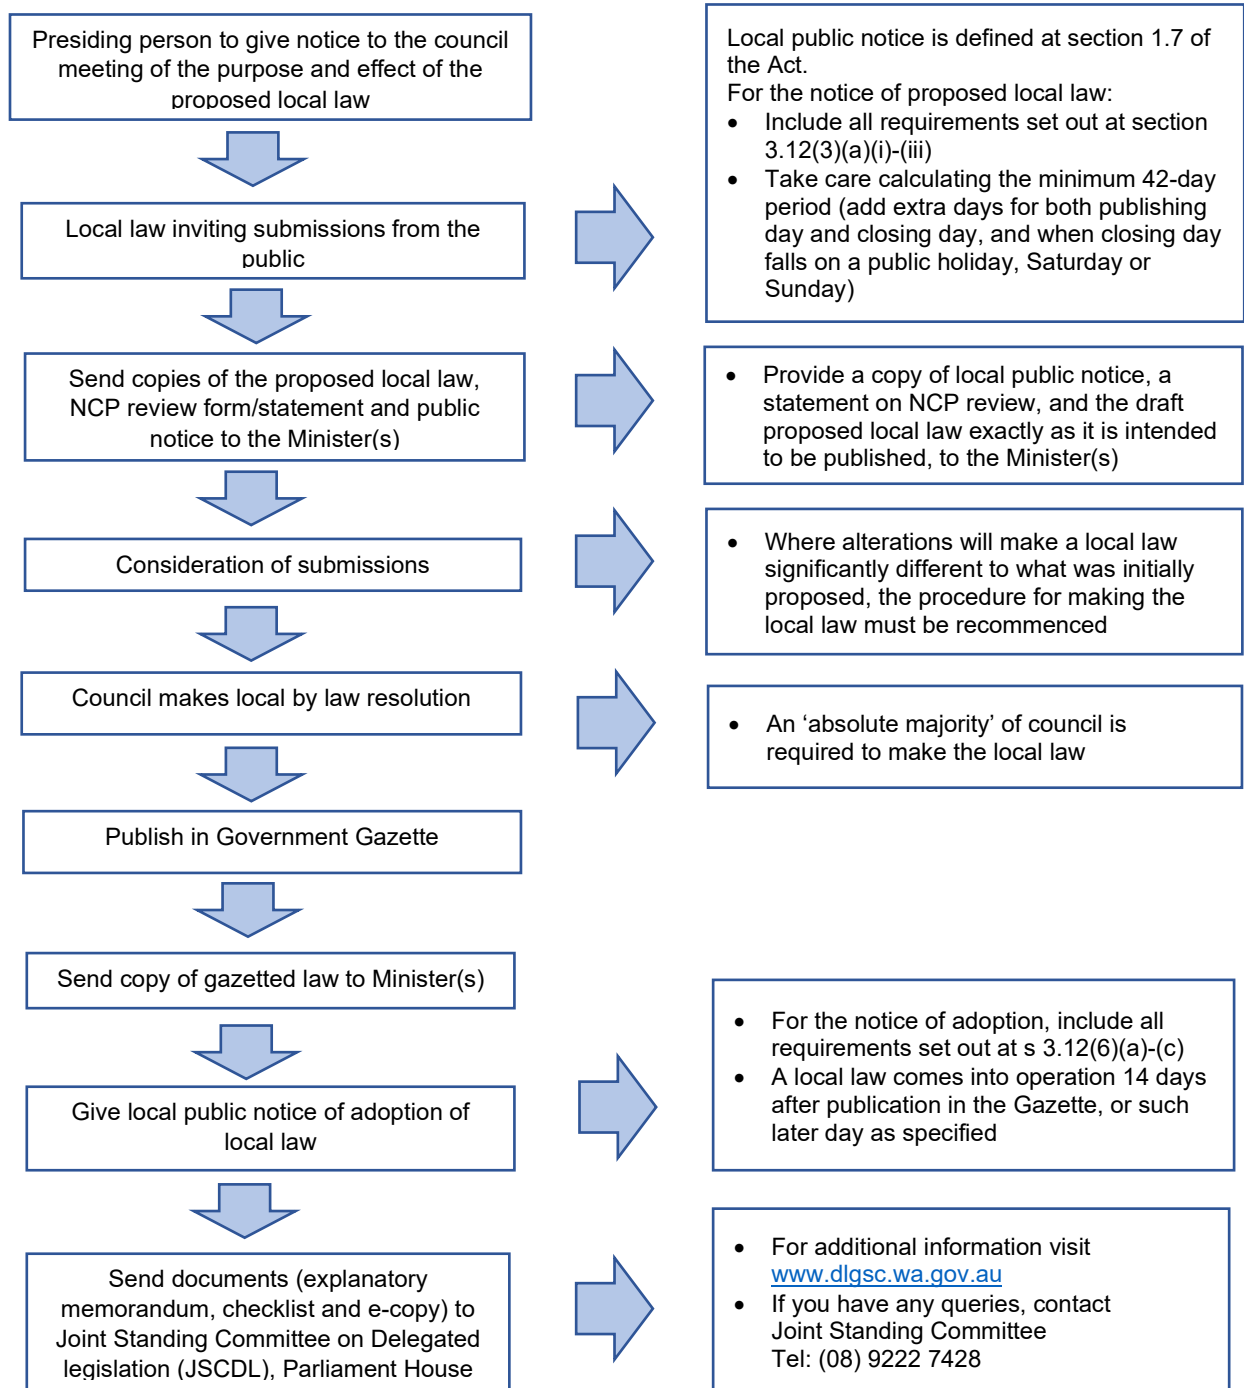 Presiding person to give notice to the council
meeting of the purpose and effect of the
proposed local law
Local public notice is defined at section 1.7 of
the Act.
For the notice of proposed local law:
• Include all requirements set out at section
3.12(3)(a)(i)-(iii)
• Take care calculating the minimum 42-day
period (add extra days for both publishing
day and closing day, and when closing day
falls on a public holiday, Saturday or
Sunday)
Local law inviting submissions from the
public
Send copies of the proposed local law,
NCP review form/statement and public
notice to the Minister(s)
• Provide a copy of local public notice, a
statement on NCP review, and the draft
proposed local law exactly as it is intended
to be published, to the Minister(s)
Consideration of submissions
• Where alterations will make a local law
significantly different to what was initially
proposed, the procedure for making the
local law must be recommenced
Council makes local by law resolution
• An ‘absolute majority’ of council is
required to make the local law
Publish in Government Gazette
Send copy of gazetted law to Minister(s)
Give local public notice of adoption of
local law
• For the notice of adoption, include all
requirements set out at s 3.12(6)(a)-(c)
• A local law comes into operation 14 days
after publication in the Gazette, or such
later day as specified
Send documents (explanatory
memorandum, checklist and e-copy) to
Joint Standing Committee on Delegated
legislation (JSCDL), Parliament House
• For additional information visit
www.dlgsc.wa.gov.au
• If you have any queries, contact
Joint Standing Committee
Tel: (08) 9222 7428